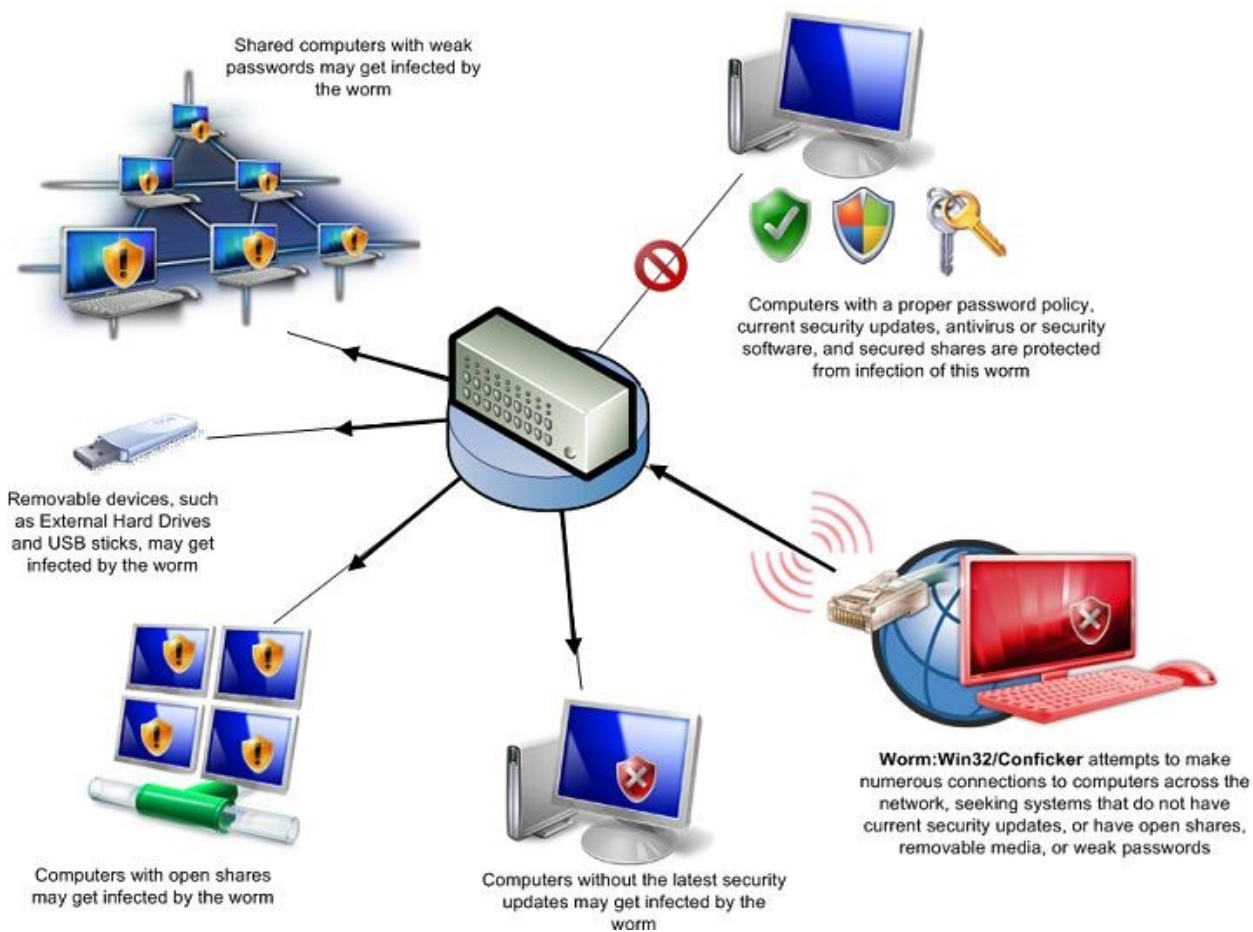 Shared computers with weak
passwords may get infected by
the worm
Computers with a proper password policy,
current security updates, antivirus or security
software, and secured shares are protected
from infection of this worm
Removable devices, such
as External Hard Drives
and USB sticks, may get
infected by the worm
Worm:Win32/Conficker attempts to make
numerous connections to computers across the
network, seeking systems that do not have
current security updates, or have open shares,
removable media, or weak passwords
Computers with open shares
may get infected by the worm
Computers without the latest security
updates may get infected by the
worm